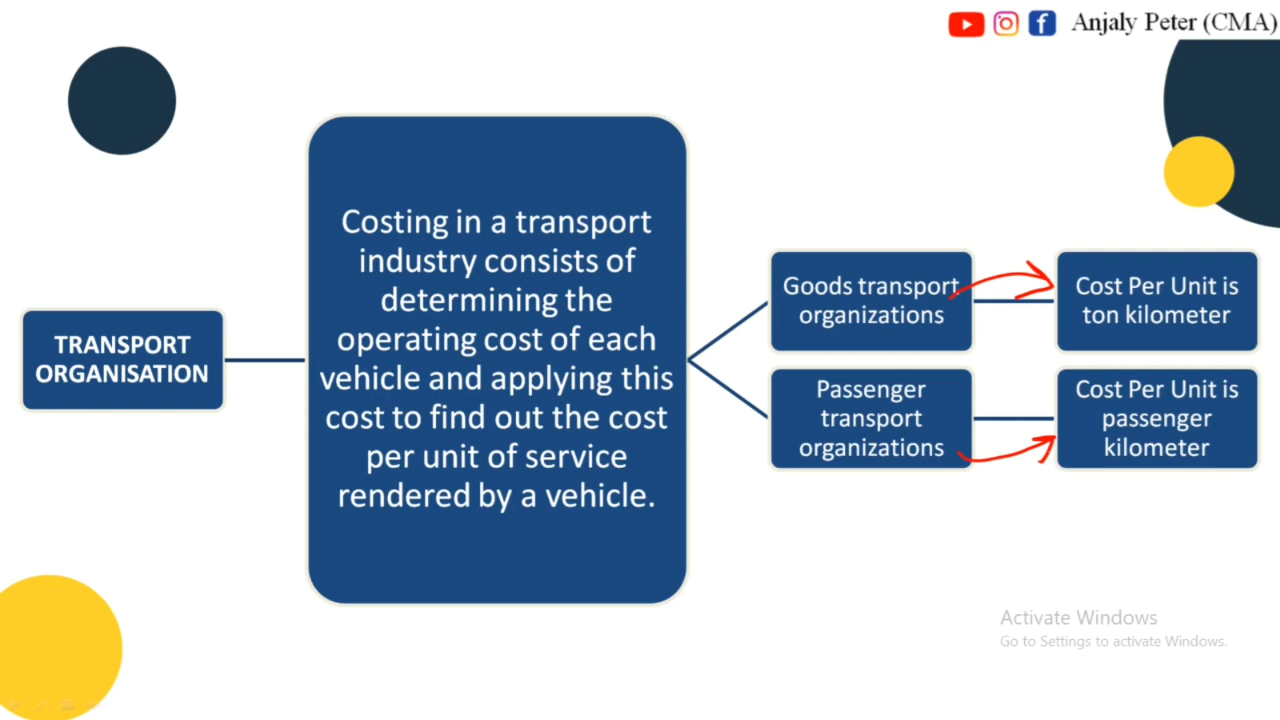 Anjaly Peter (CMA)
TRANSPORT
ORGANISATION
Costing in a transport
industry consists of
determining the
operating cost of each
vehicle and applying this
cost to find out the cost
per unit of service
rendered by a vehicle.
Goods transport
organizations
Cost Per Unit is
ton kilometer
Passenger
transport
organizations
Cost Per Unit is
passenger
kilometer
Activate Windows
Go to Settings to activate Windows.